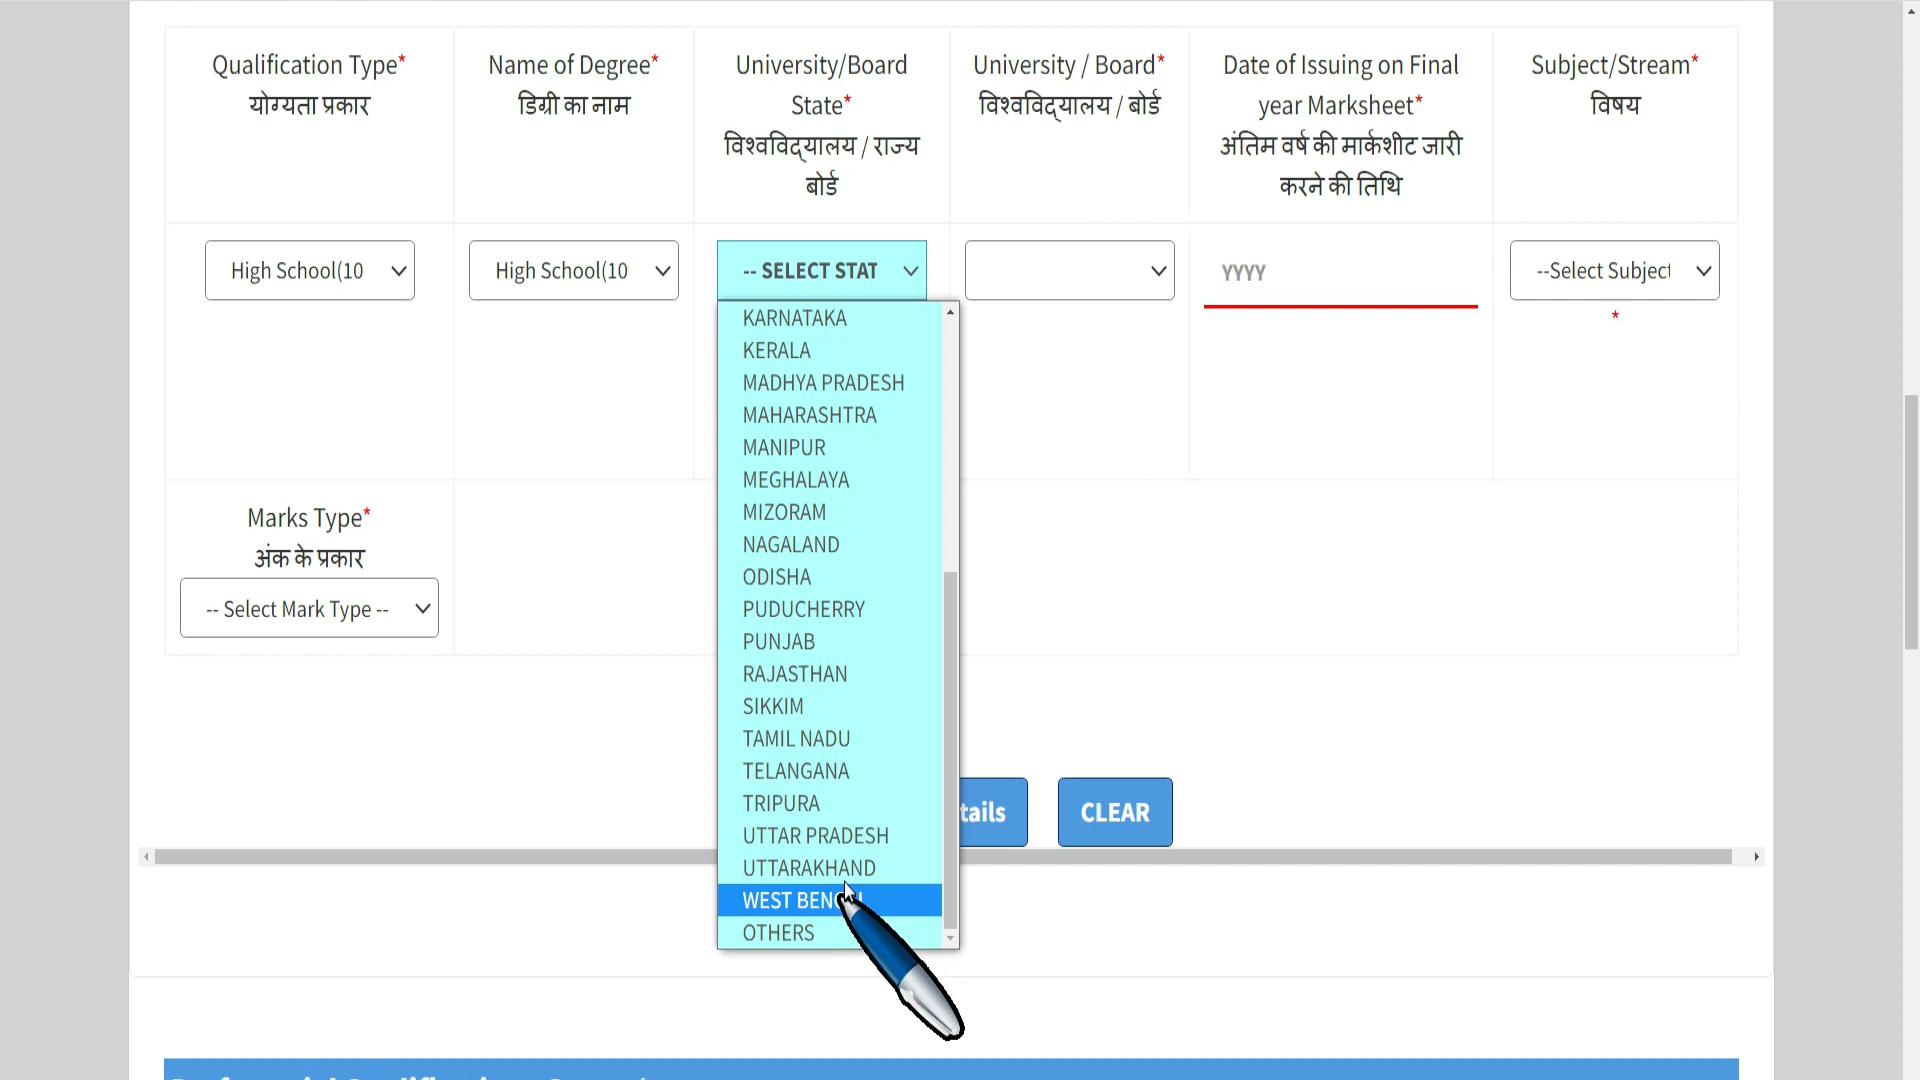 Qualification Type*
योग्यता प्रकार
Name of Degree*
डिग्री का नाम
University/Board
State*
विश्वविद्यालय / राज्य
बोर्ड
University / Board*
विश्वविद्यालय / बोर्ड
Date of Issuing on Final
year Marksheet*
अंतिम वर्ष की मार्कशीट जारी
करने की तिथि
Subject/Stream*
विषय
High School(10
High School(10
-- SELECT STAT
YYYY
--Select Subject
*
KARNATAKA
KERALA
MADHYA PRADESH
MAHARASHTRA
MANIPUR
MEGHALAYA
MIZORAM
NAGALAND
ODISHA
PUDUCHERRY
PUNJAB
RAJASTHAN
SIKKIM
TAMIL NADU
TELANGANA
TRIPURA
UTTAR PRADESH
UTTARAKHAND
WEST
OTHERS
Marks Type*
अंक के प्रकार
-- Select Mark Type --
tails
CLEAR